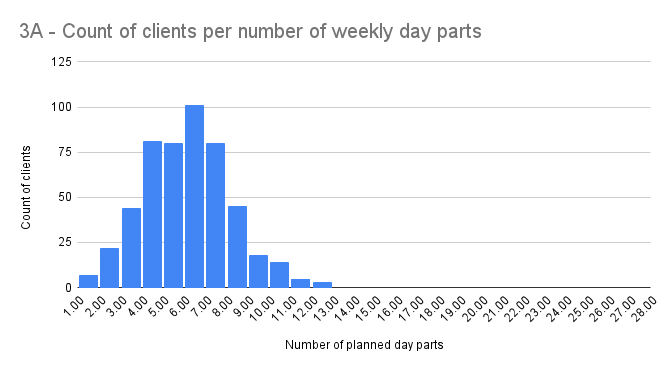 3A - Count of clients per number of weekly day parts
125
100
75
50
25
0
Count of clients
1.00 2.00 3.00 4.00 5.00 6.00 7.00 8.00 9.00 10.00 11.00 12.00 13.00 14.00 15.00 16.00 17.00 18.00 19.00 20.00 21.00 22.00 23.00 24.00 25.00 26.00 27.00 28.00
Number of planned day parts